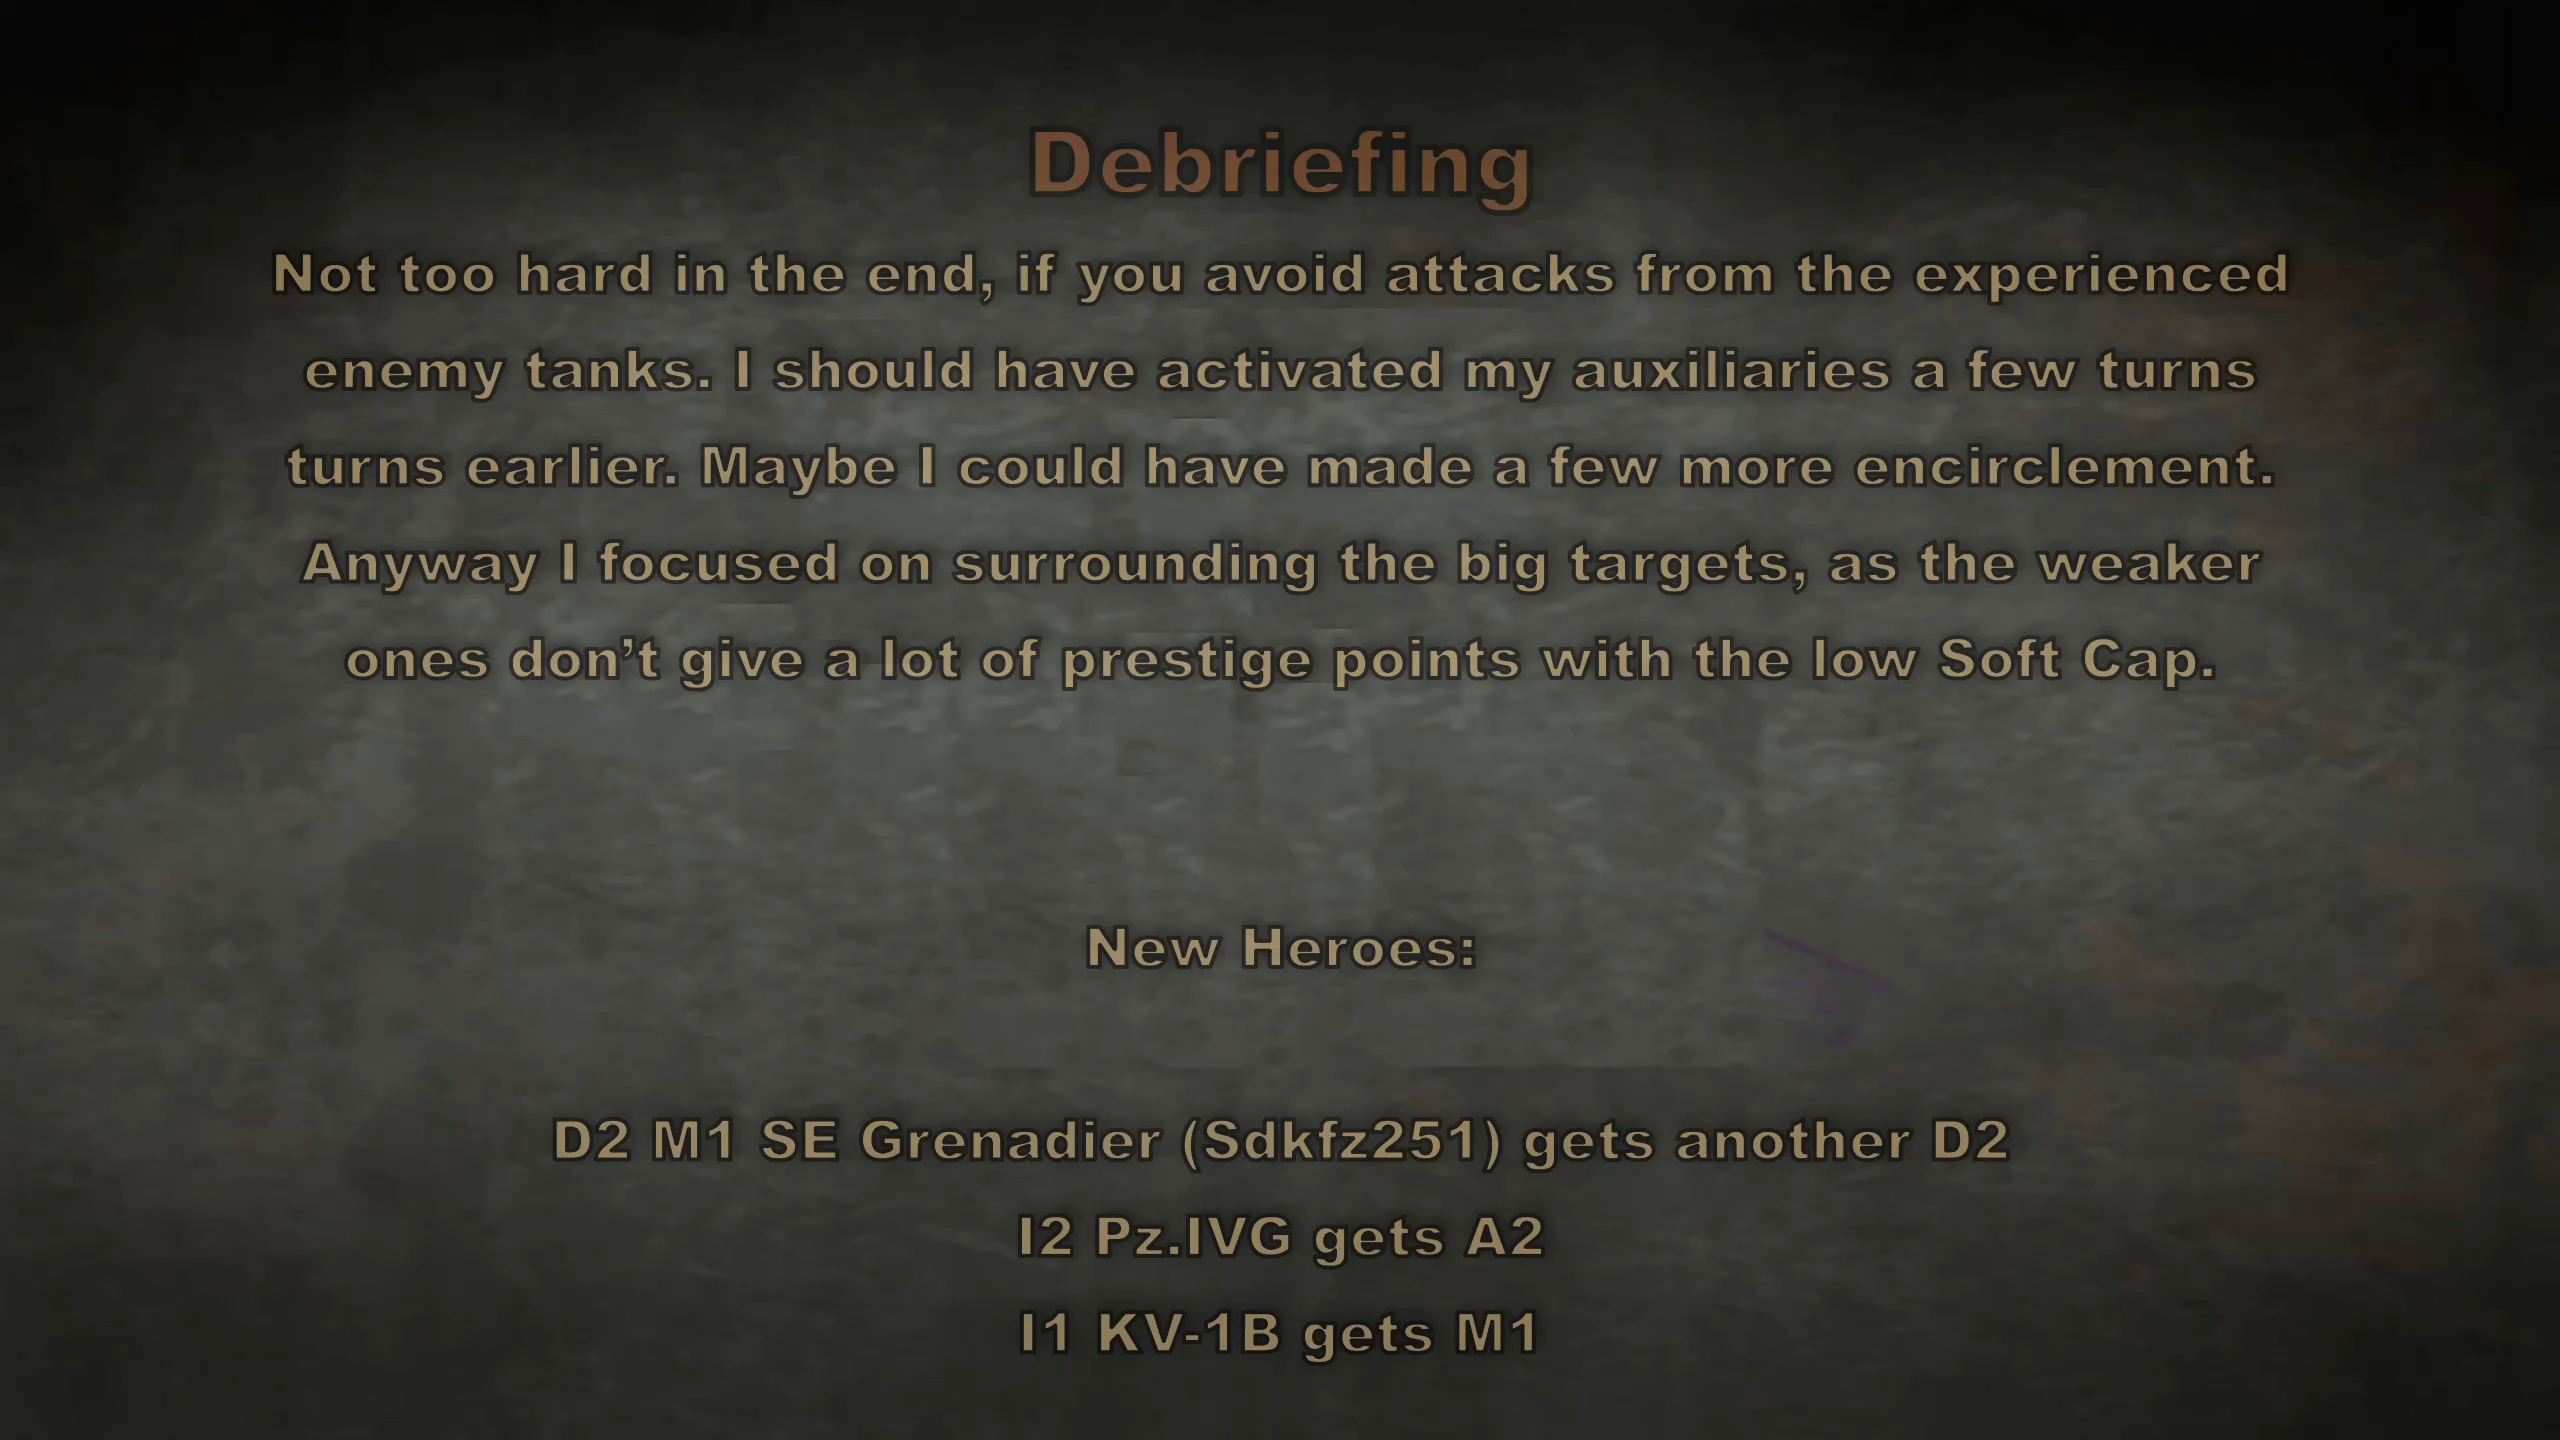 Debriefing
Not too hard in the end, if you avoid attacks from the experienced
enemy tanks. I should have activated my auxiliaries a few turns
turns earlier. Maybe I could have made a few more encirclement.
Anyway I focused on surrounding the big targets, as the weaker
ones don’t give a lot of prestige points with the low Soft Cap.
New Heroes:
D2 M1 SE Grenadier (Sdkfz251) gets another D2
I2 Pz.IVG gets A2
I1 KV-1B gets M1